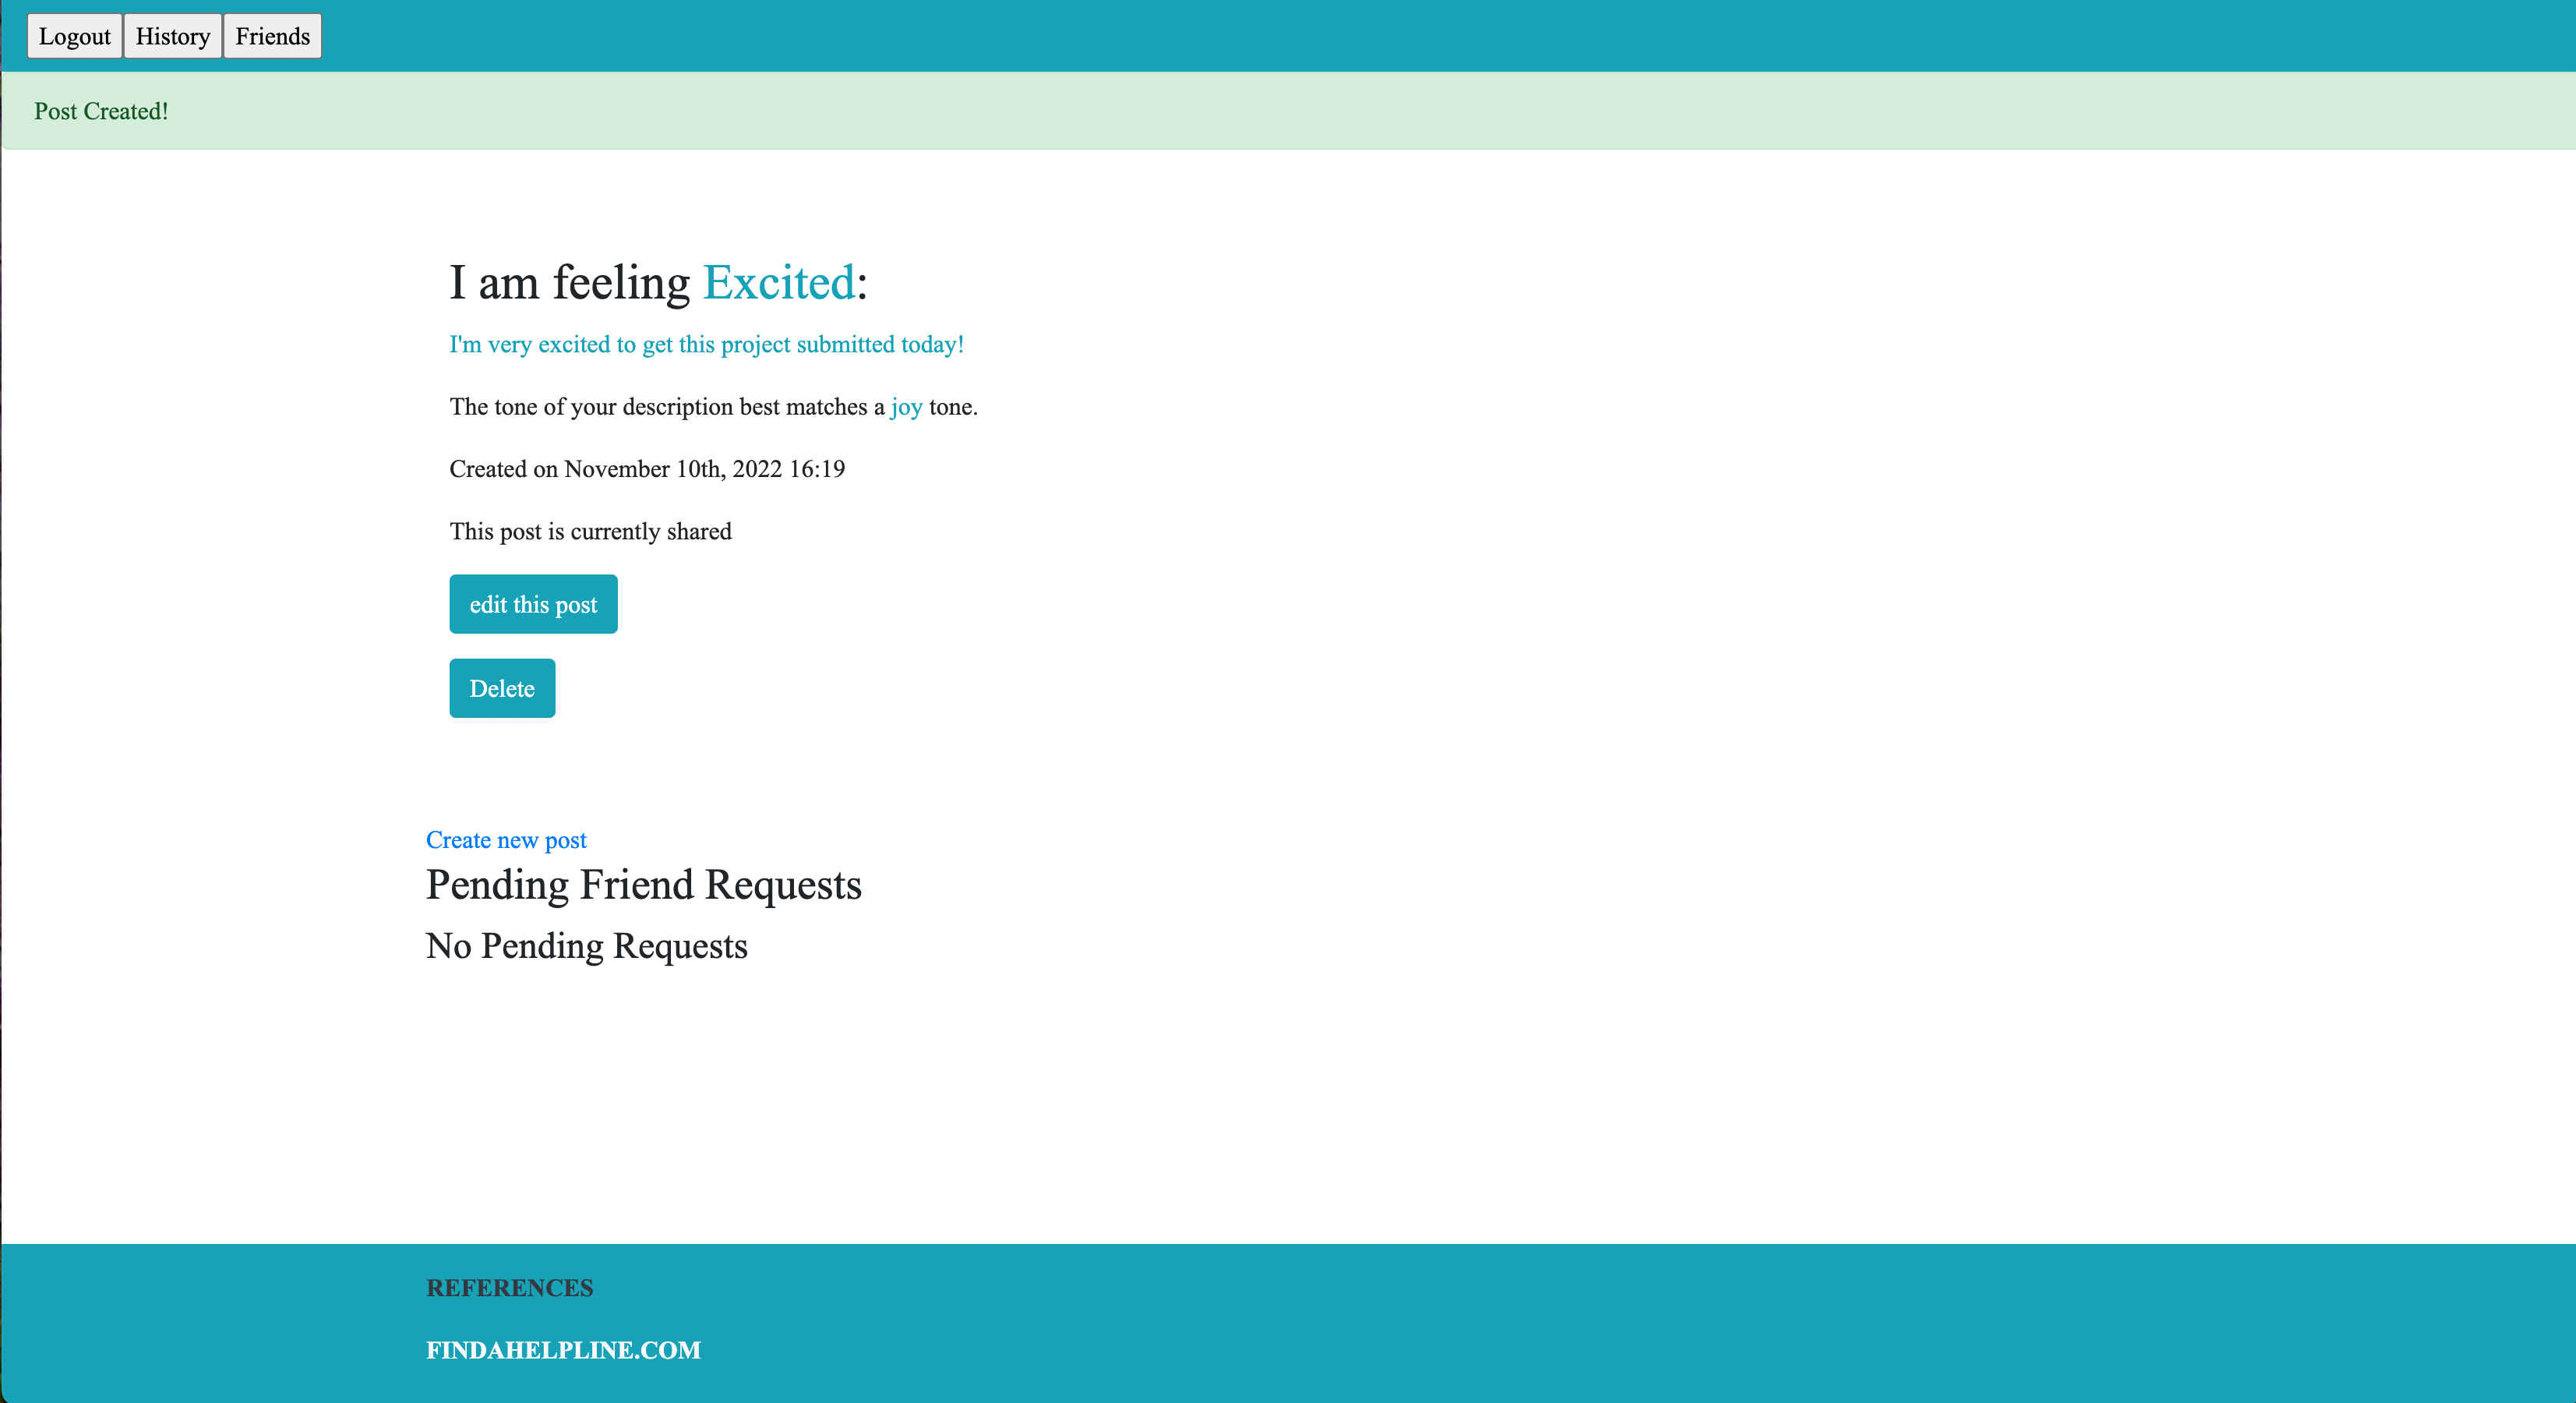 Logout History Friends
Post Created!
I am feeling Excited:
I'm very excited to get this project submitted today!
The tone of your description best matches a joy tone.
Created on November 10th, 2022 16:19
This post is currently shared
edit this post
Delete
Create new post
Pending Friend Requests
No Pending Requests
REFERENCES
FINDAHELPLINE.COM